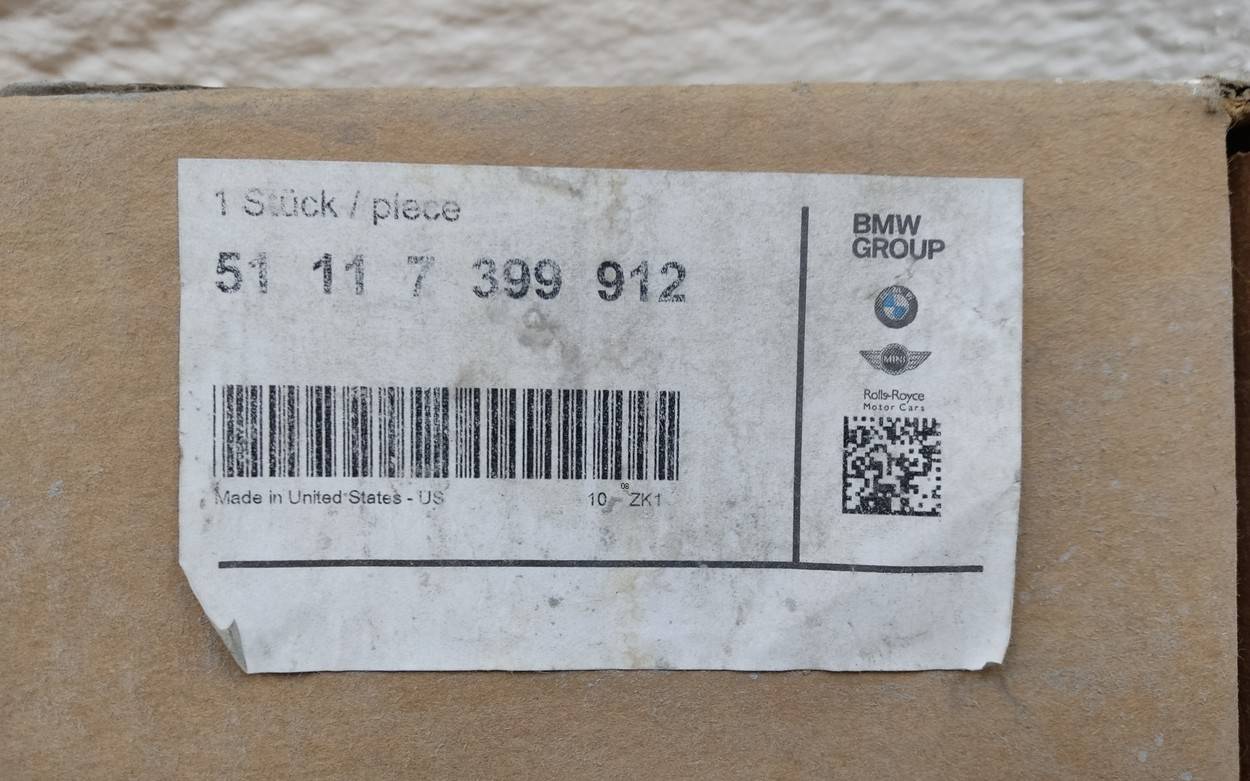 1 Stück / piece
51 11 7 399 912
Made in United States - US
10 08 ZK1
BMW
GROUP
MINI
Rolls-Royce
Motor Cars